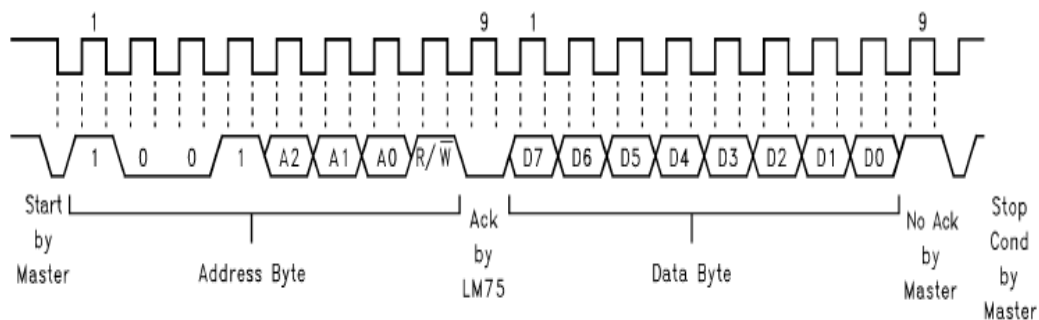 1 9 1 9
1 0 0 1 A2 A1 A0 R/W̅ D7 D6 D5 D4 D3 D2 D1 D0
Start
by
Master
Address Byte
Ack
by
LM75
Data Byte
No Ack
by
Master
Stop
Cond
by
Master